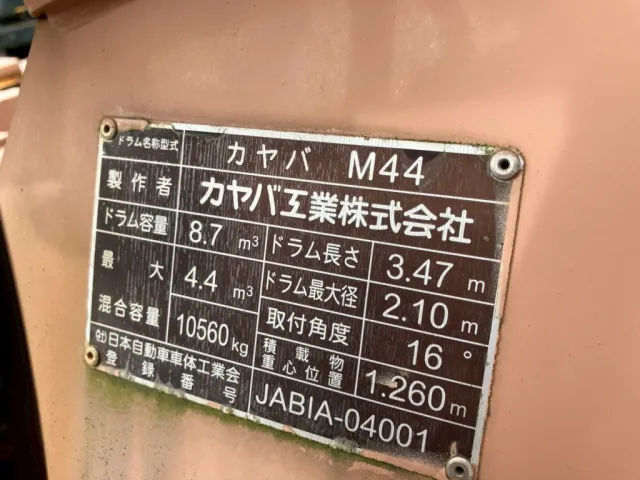 ドラム名称型式 カヤバ M44
製作者 カヤバ工業株式会社
ドラム容量 8.7 m³ ドラム長さ 3.47 m
最大混合容量 4.4 m³ ドラム最大径 2.10 m
10560 kg 取付角度 16°
積載物重心位置 1.260 m
(社)日本自動車車体工業会
登録番号 JABIA-04001